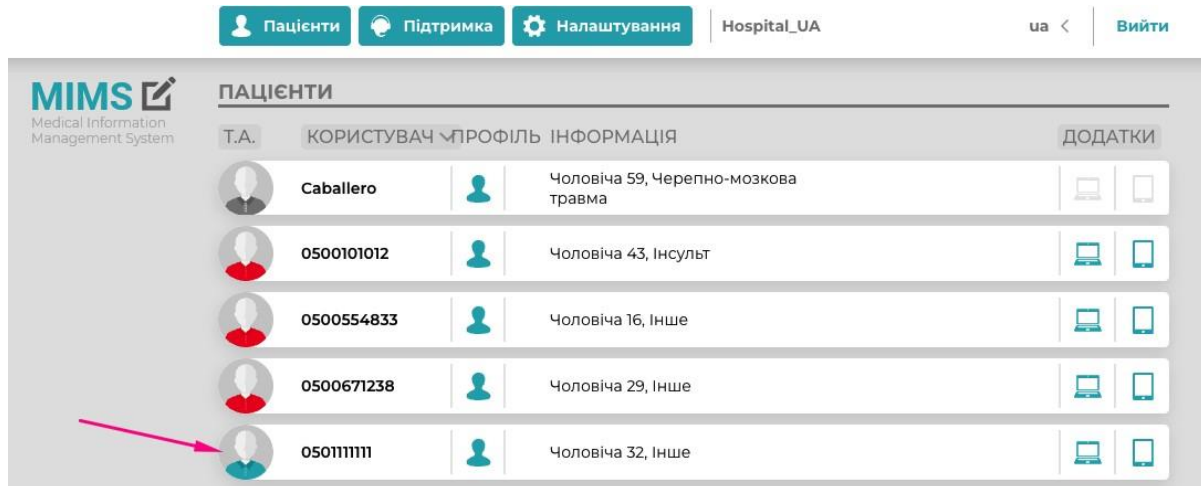 Пацієнти Підтримка Налаштування Hospital_UA ua Вийти
MIMS
Medical Information
Management System
ПАЦІЄНТИ
Т.А. КОРИСТУВАЧ ПРОФІЛЬ ІНФОРМАЦІЯ ДОДАТКИ
Caballero Чоловіча 59, Черепно-мозкова
травма
0500101012 Чоловіча 43, Інсульт
0500554833 Чоловіча 16, Інше
0500671238 Чоловіча 29, Інше
0501111111 Чоловіча 32, Інше